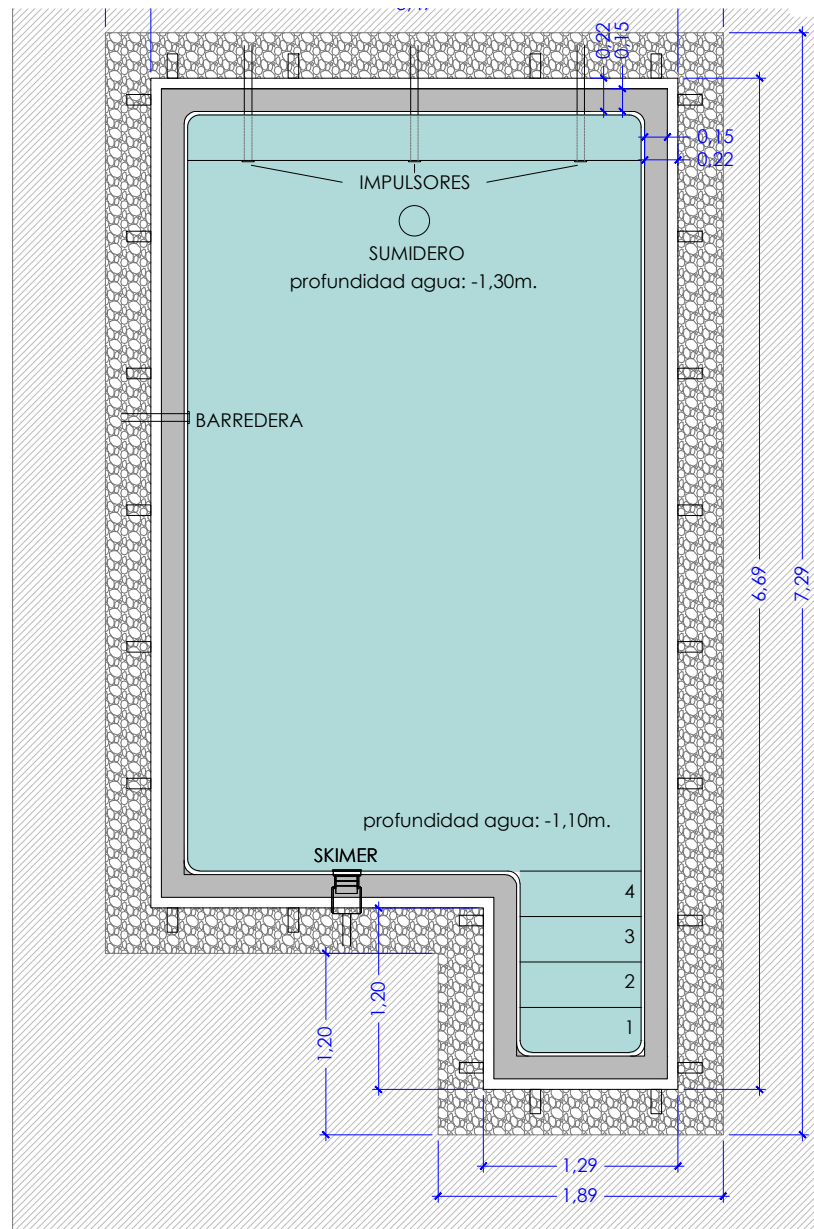 0,22
0,15
0,15
0,22
IMPULSORES
SUMIDERO
profundidad agua: -1,30m.
BARREDERA
6,69
7,29
profundidad agua: -1,10m.
SKIMER
4
3
2
1
1,20
1,20
1,29
1,89